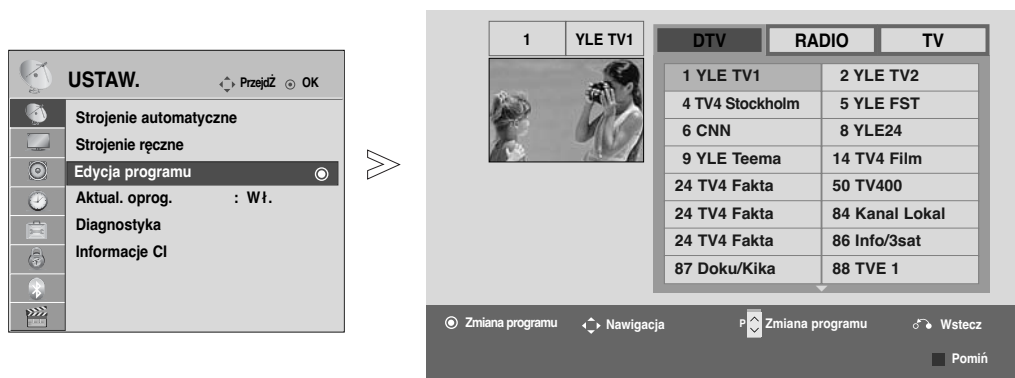 USTAW. PrzejdŹ OK
Strojenie automatyczne
Strojenie ręczne
Edycja programu
Aktual. oprog. : Wł.
Diagnostyka
Informacje CI
1 YLE TV1
DTV RADIO TV
1 YLE TV1 2 YLE TV2
4 TV4 Stockholm 5 YLE FST
6 CNN 8 YLE24
9 YLE Teema 14 TV4 Film
24 TV4 Fakta 50 TV400
24 TV4 Fakta 84 Kanal Lokal
24 TV4 Fakta 86 Info/3sat
87 Doku/Kika 88 TVE 1
Zmiana programu Nawigacja P Zmiana programu Wstecz
Pomiń